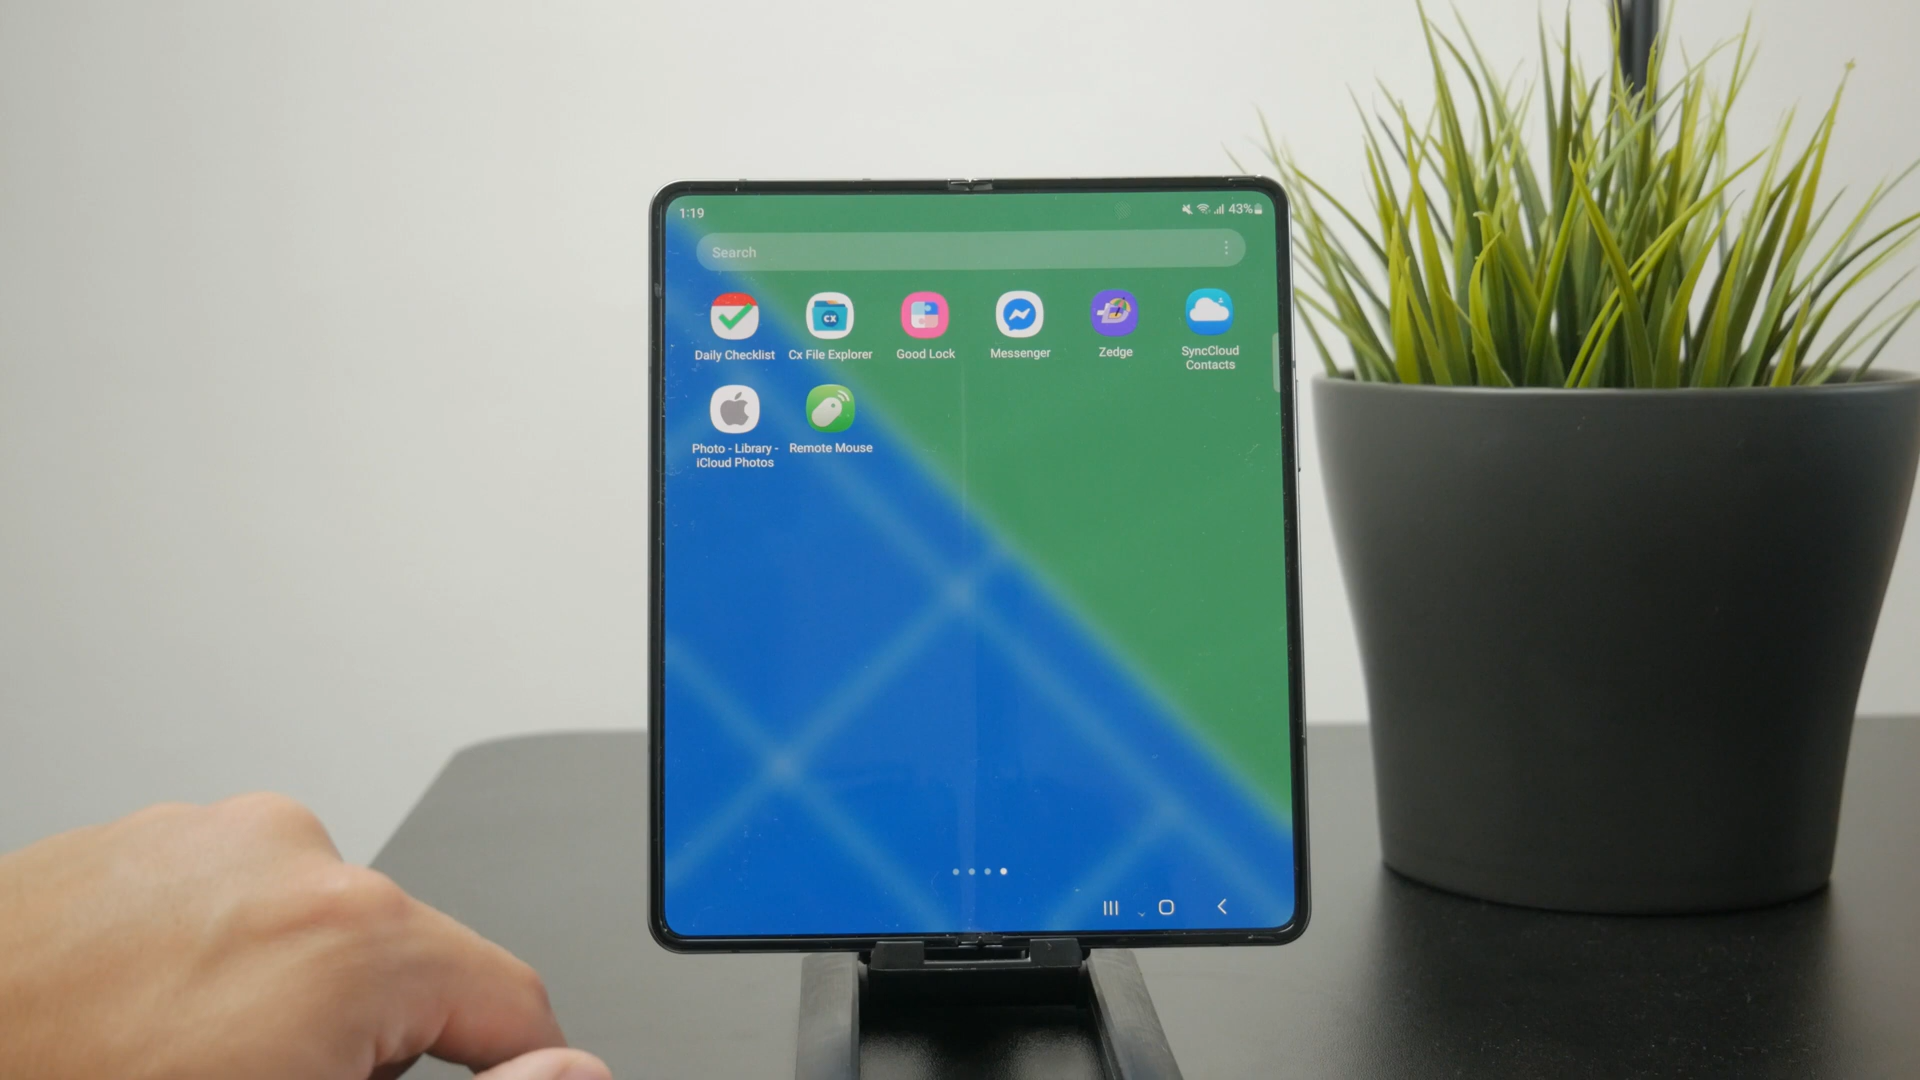 1:19
43%
Search
Daily Checklist
CX
Cx File Explorer
Good Lock
Messenger
Zedge
SyncCloud
Contacts
Photo - Library -
iCloud Photos
Remote Mouse